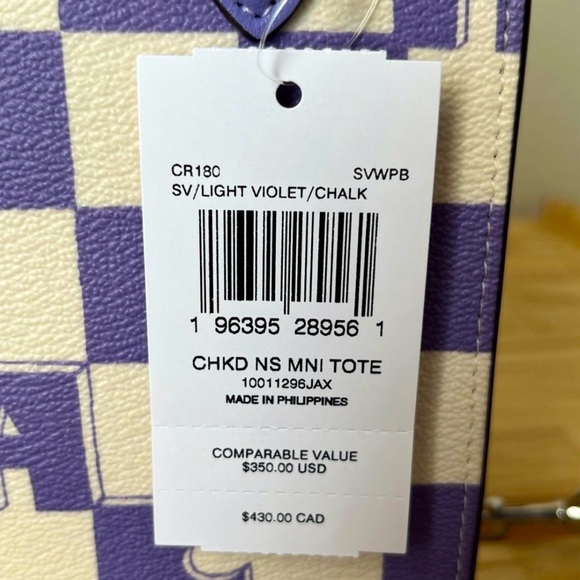 CR180 SVWPB
SV/LIGHT VIOLET/CHALK
1 96395 28956 1
CHKD NS MNI TOTE
10011296JAX
MADE IN PHILIPPINES
COMPARABLE VALUE
$350.00 USD
$430.00 CAD
A